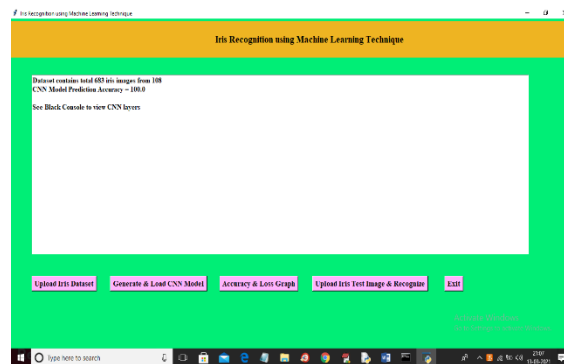 Iris Recognition using Machine Learning Technique
Iris Recognition using Machine Learning Technique
Dataset contains total 683 iris images from 108
CNN Model Prediction Accuracy = 100.0
See Black Console to view CNN layers
Upload Iris Dataset
Generate & Load CNN Model
Accuracy & Loss Graph
Upload Iris Test Image & Recognize
Exit
Type here to search
21:07